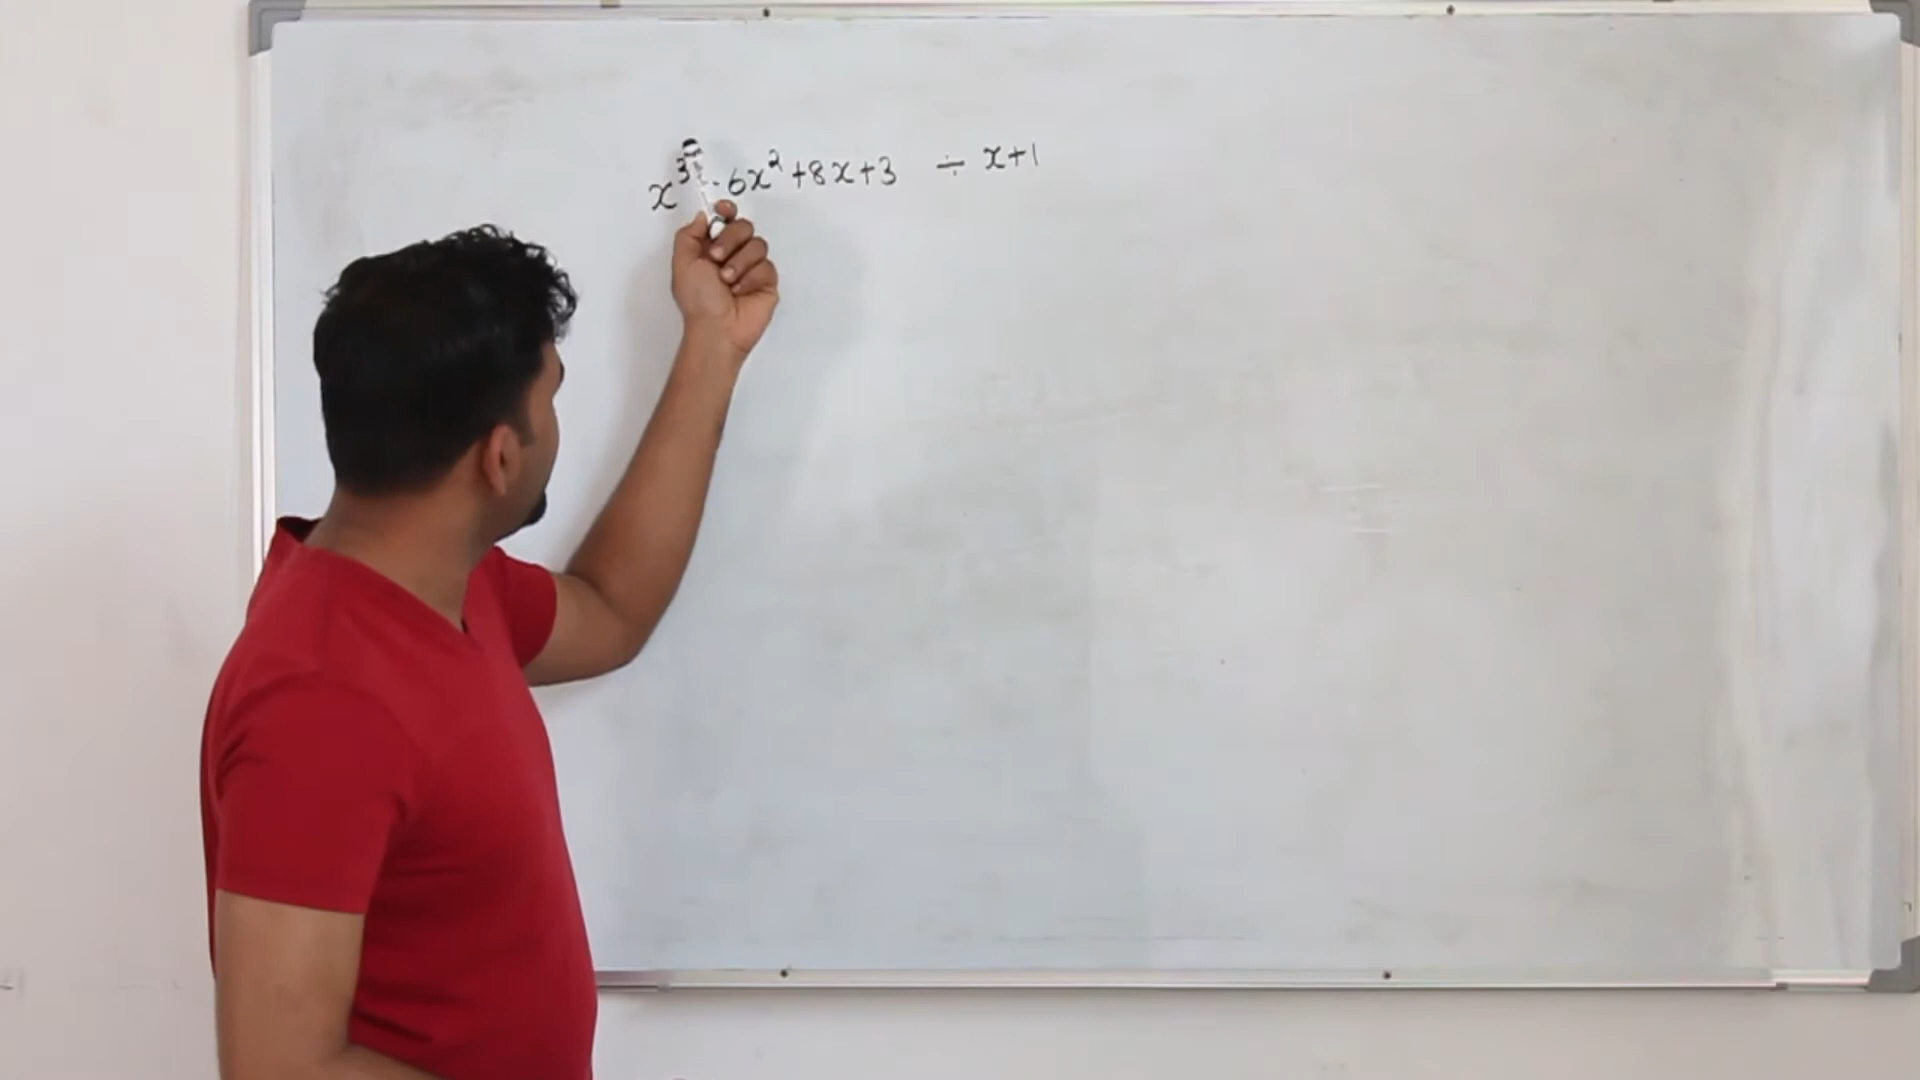 x³ - 6x² + 8x + 3 ÷ x + 1